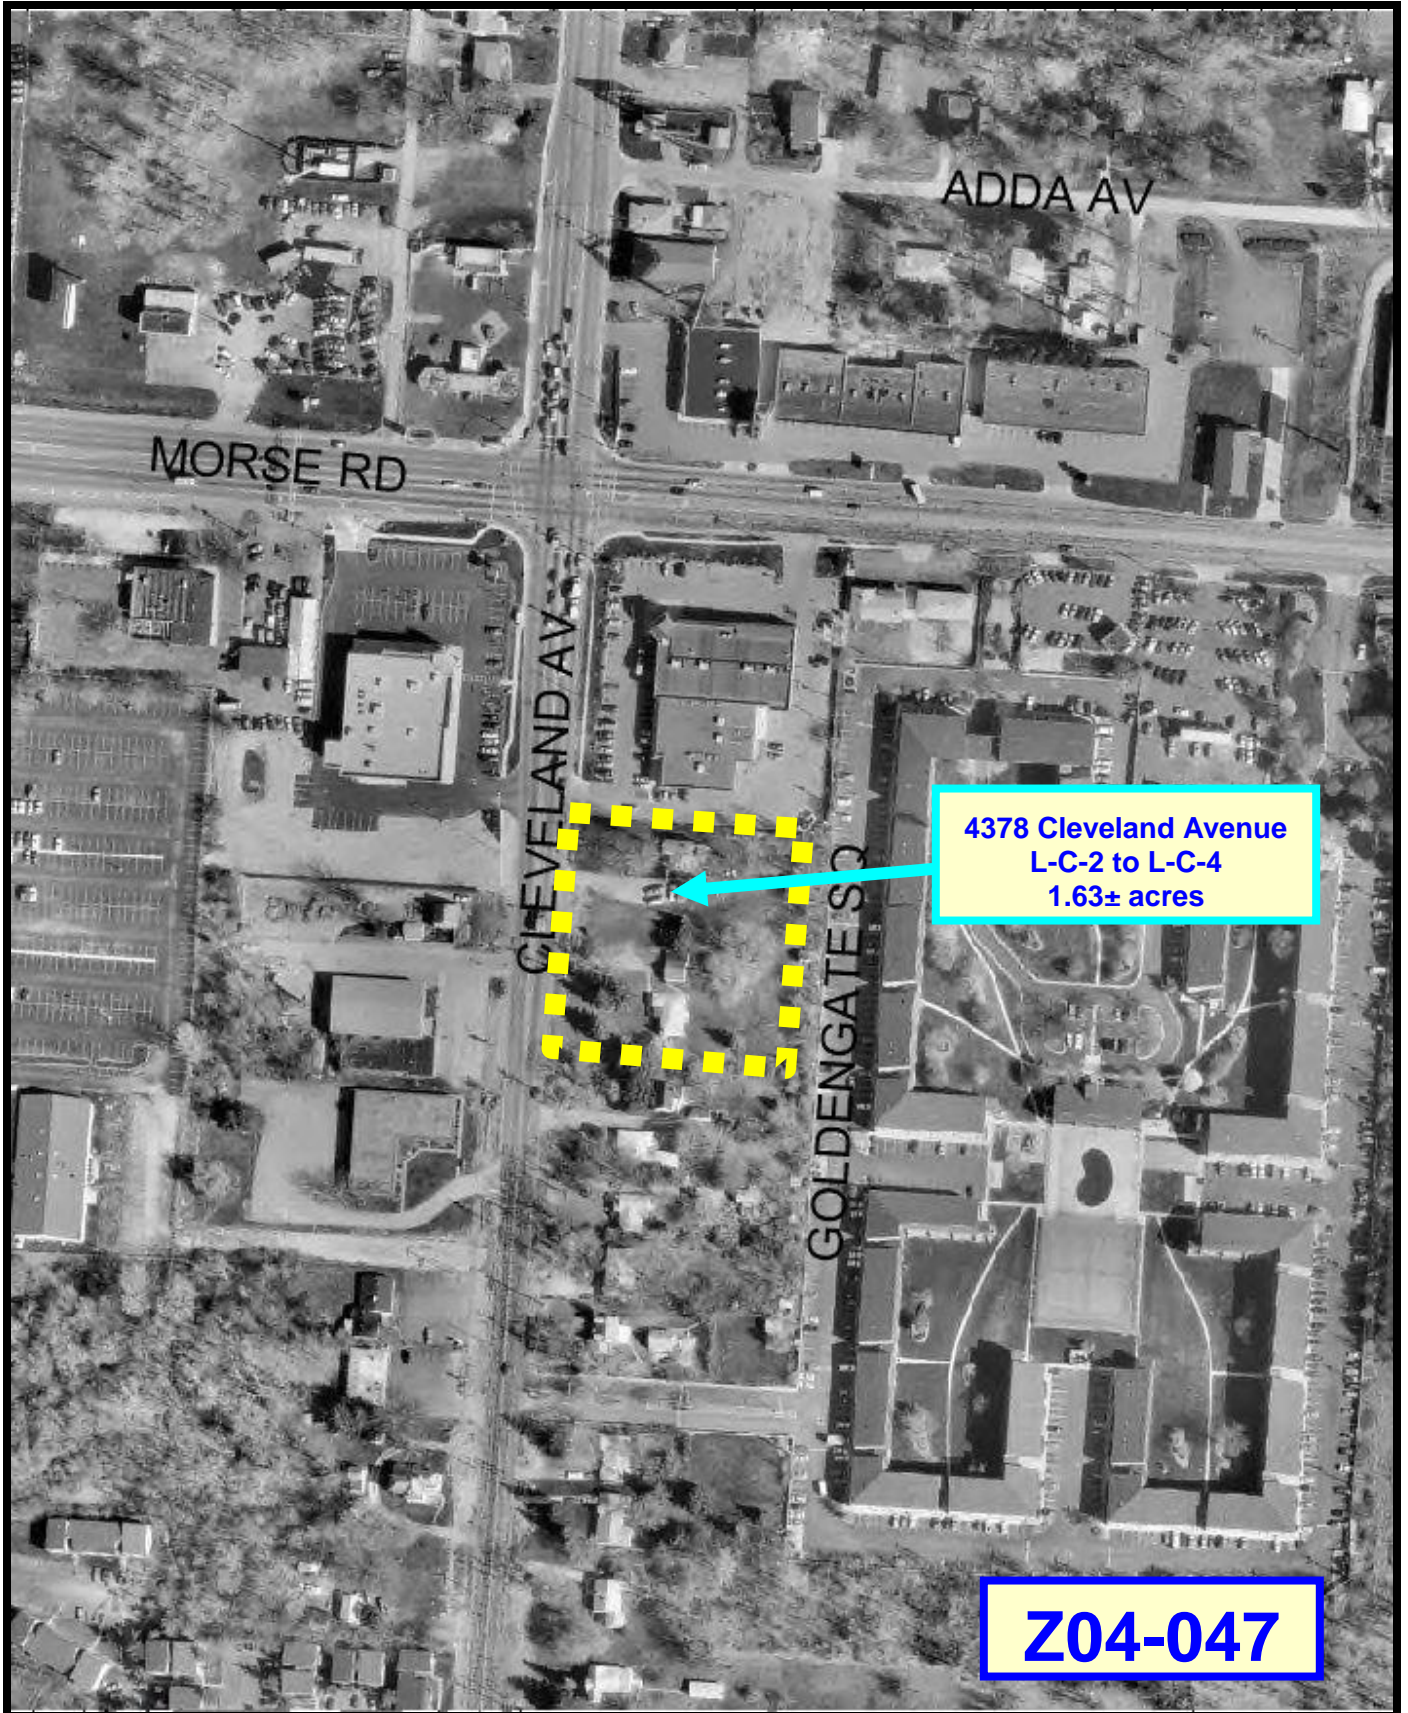 ADDA AV
MORSE RD
CLEVELAND AV
4378 Cleveland Avenue
L-C-2 to L-C-4
1.63± acres
GOLDENGATE SQ
Z04-047